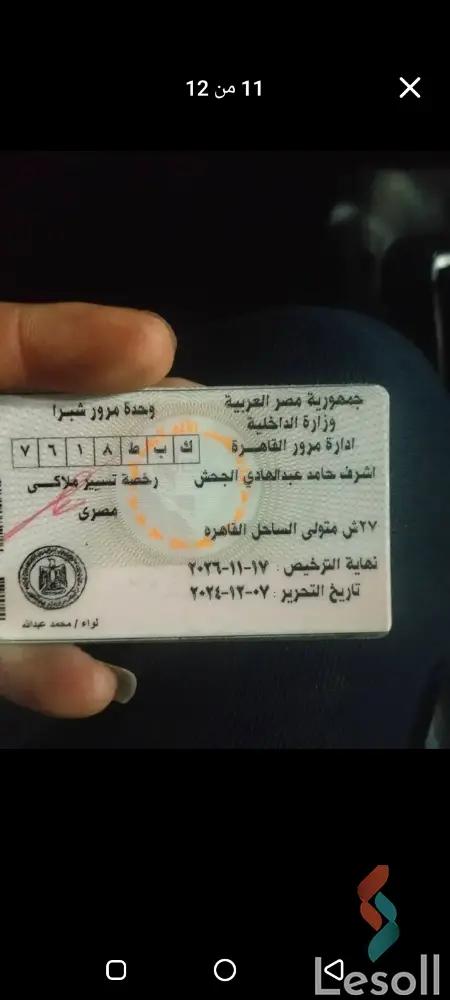 11 من 12
جمهورية مصر العربية
وزارة الداخلية
ادارة مرور القاهرة
وحدة مرور شبرا
ك ب ط ٨ ١ ٦ ٧
اشرف حامد عبدالهادي الجحش
رخصة تسيير ملاكى
مصرى
٢٧ش متولى الساحل القاهره
نهاية الترخيص : ١٧-١١-٢٠٢٦
تاريخ التحرير : ٠٧-١٢-٢٠٢٤
لواء / محمد عبدالله
Lesoll